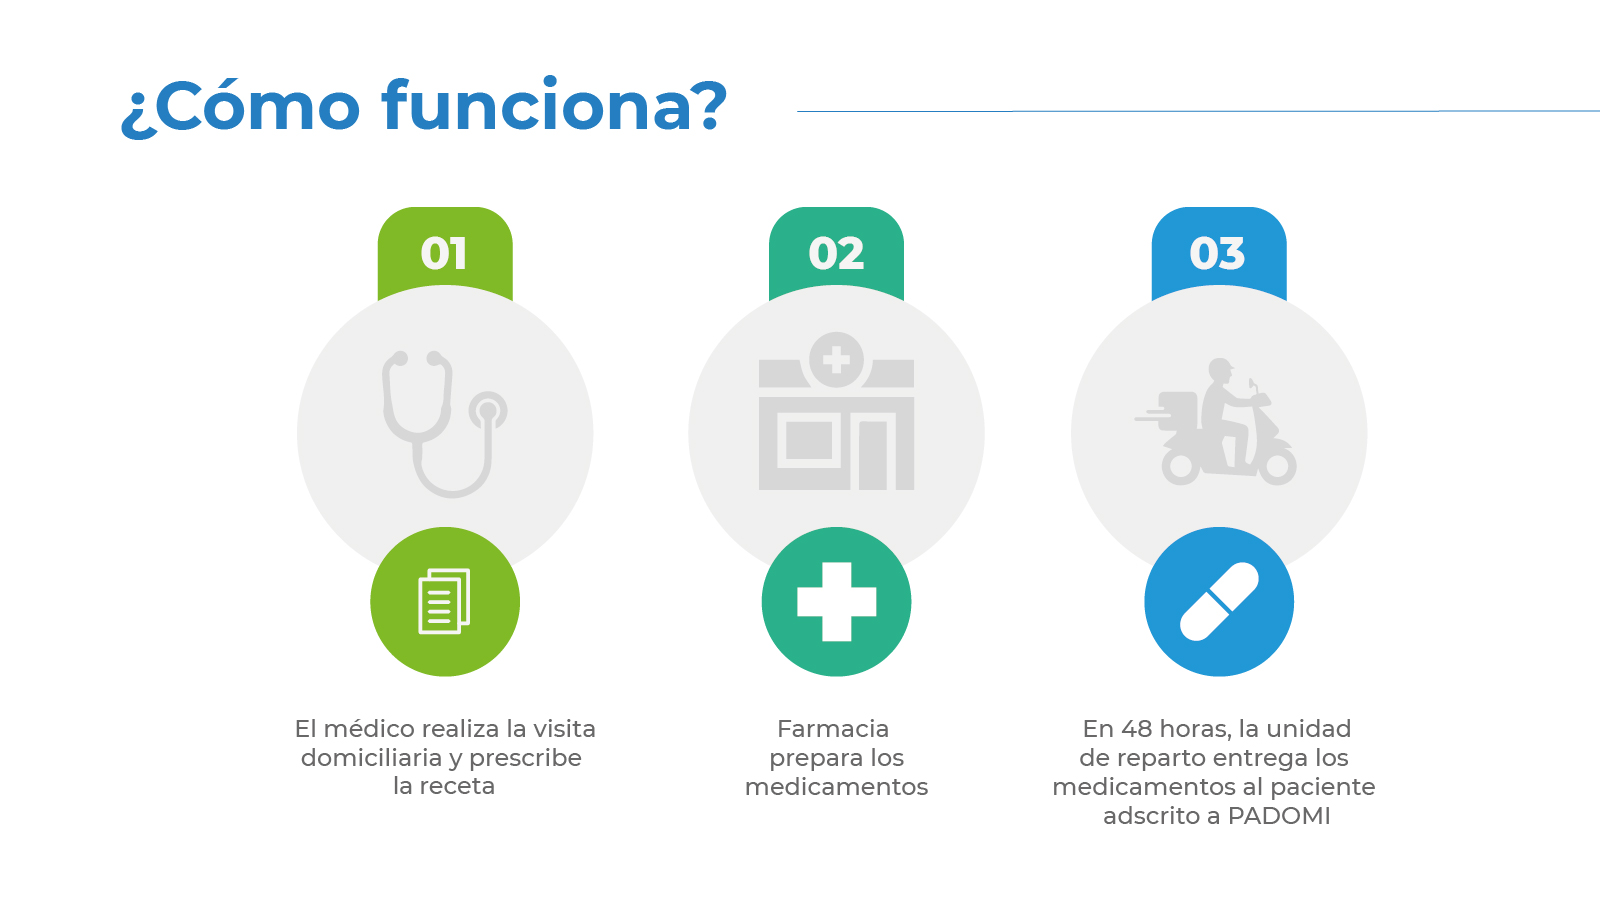 ¿Cómo funciona?
01
El médico realiza la visita
domiciliaria y prescribe
la receta
02
Farmacia
prepara los
medicamentos
03
En 48 horas, la unidad
de reparto entrega los
medicamentos al paciente
adscrito a PADOMI